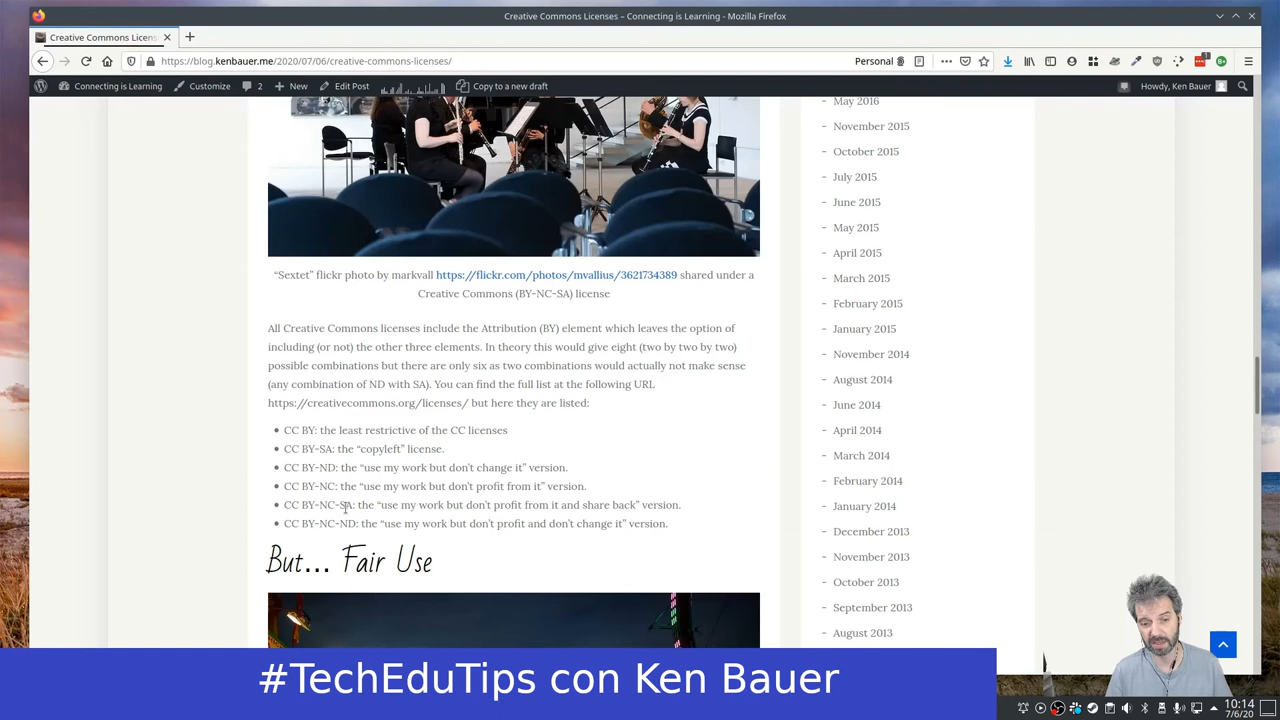 Creative Commons Licenses – Connecting is Learning - Mozilla Firefox
Creative Commons Licens
https://blog.kenbauer.me/2020/07/06/creative-commons-licenses/
Personal
Connecting is Learning
Customize
2
New
Edit Post
Copy to a new draft
Howdy, Ken Bauer
“Sextet” flickr photo by markvall https://flickr.com/photos/mvallius/3621734389 shared under a
Creative Commons (BY-NC-SA) license
All Creative Commons licenses include the Attribution (BY) element which leaves the option of
including (or not) the other three elements. In theory this would give eight (two by two by two)
possible combinations but there are only six as two combinations would actually not make sense
(any combination of ND with SA). You can find the full list at the following URL
https://creativecommons.org/licenses/ but here they are listed:
CC BY: the least restrictive of the CC licenses
CC BY-SA: the “copyleft” license.
CC BY-ND: the “use my work but don’t change it” version.
CC BY-NC: the “use my work but don’t profit from it” version.
CC BY-NC-SA: the “use my work but don’t profit from it and share back” version.
CC BY-NC-ND: the “use my work but don’t profit and don’t change it” version.
But... Fair Use
- May 2016
- November 2015
- October 2015
- July 2015
- June 2015
- May 2015
- April 2015
- March 2015
- February 2015
- January 2015
- November 2014
- August 2014
- June 2014
- April 2014
- March 2014
- February 2014
- January 2014
- December 2013
- November 2013
- October 2013
- September 2013
- August 2013
#TechEduTips con Ken Bauer
10:14
7/6/20